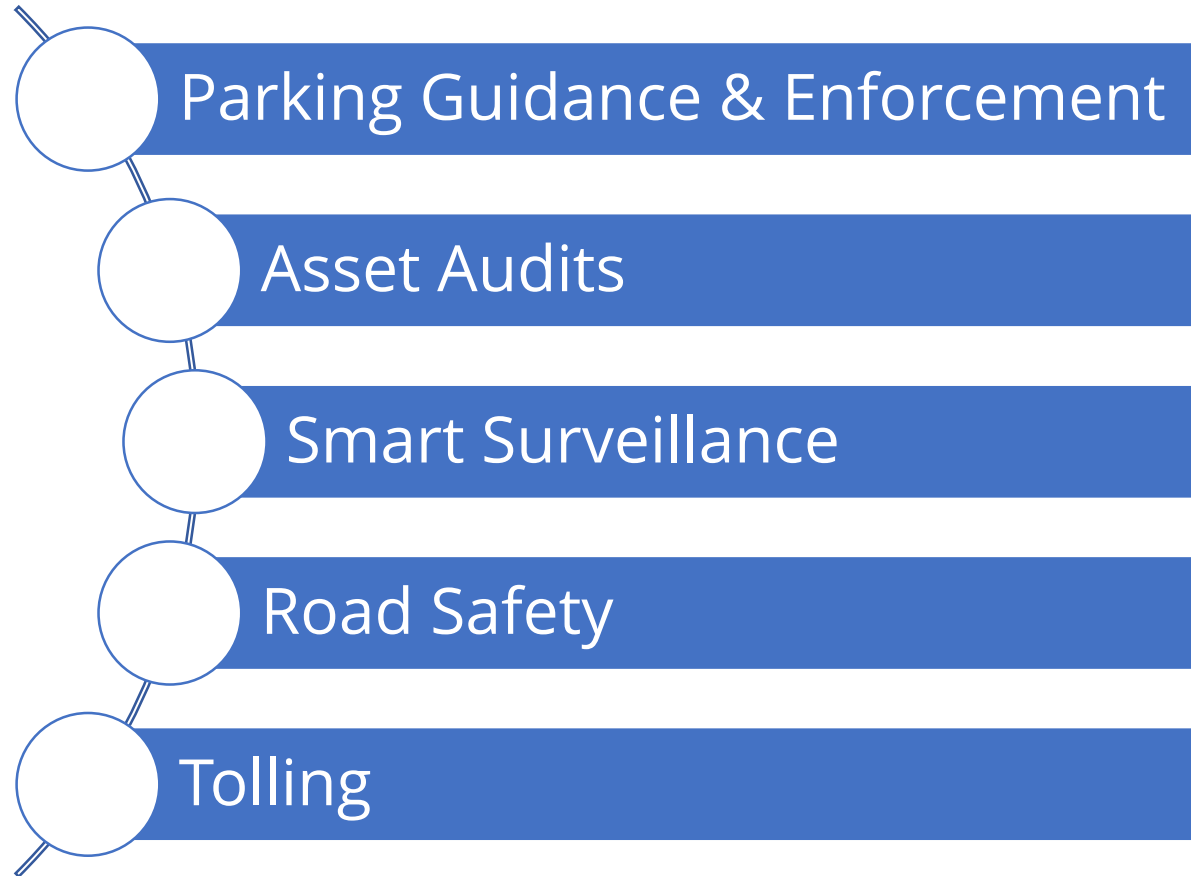 Parking Guidance & Enforcement
Asset Audits
Smart Surveillance
Road Safety
Tolling